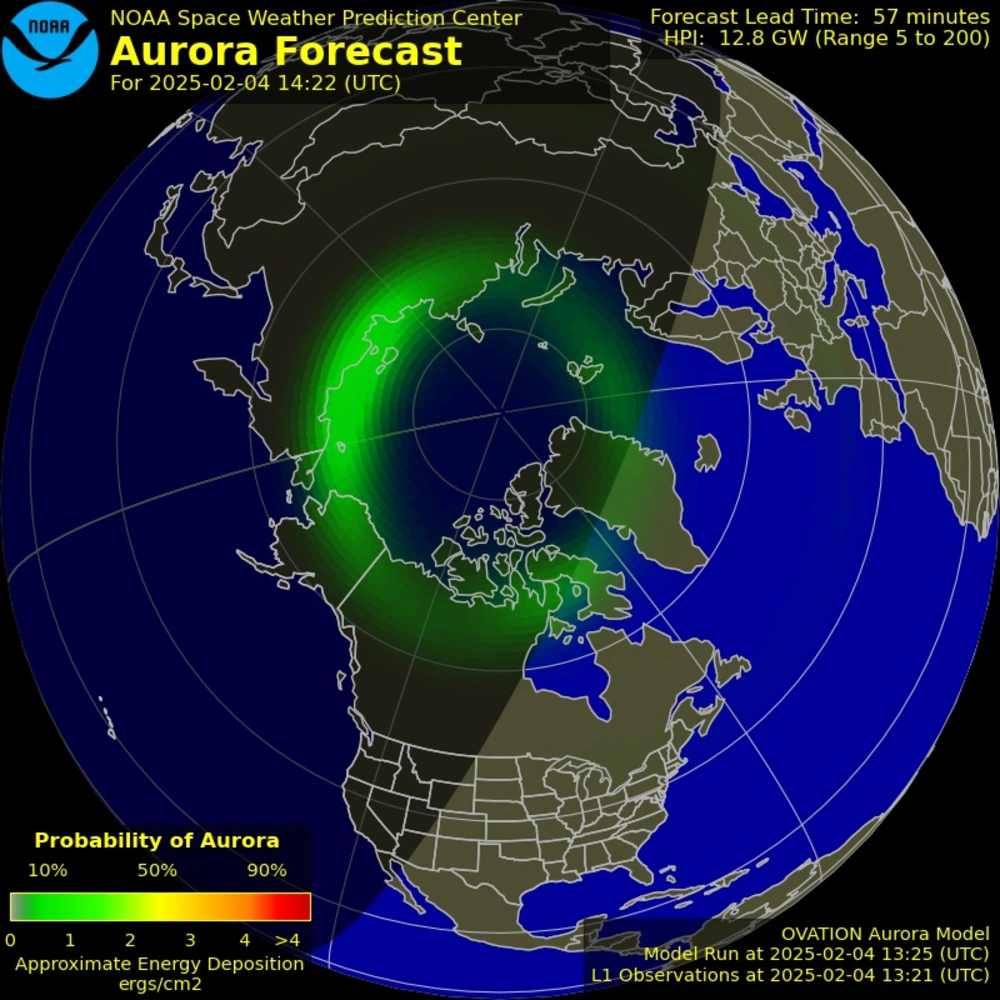 NOAA
NOAA Space Weather Prediction Center
Aurora Forecast
For 2025-02-04 14:22 (UTC)
Forecast Lead Time: 57 minutes
HPI: 12.8 GW (Range 5 to 200)
Probability of Aurora
10% 50% 90%
0 1 2 3 4 >4
Approximate Energy Deposition
ergs/cm2
OVATION Aurora Model
Model Run at 2025-02-04 13:25 (UTC)
L1 Observations at 2025-02-04 13:21 (UTC)